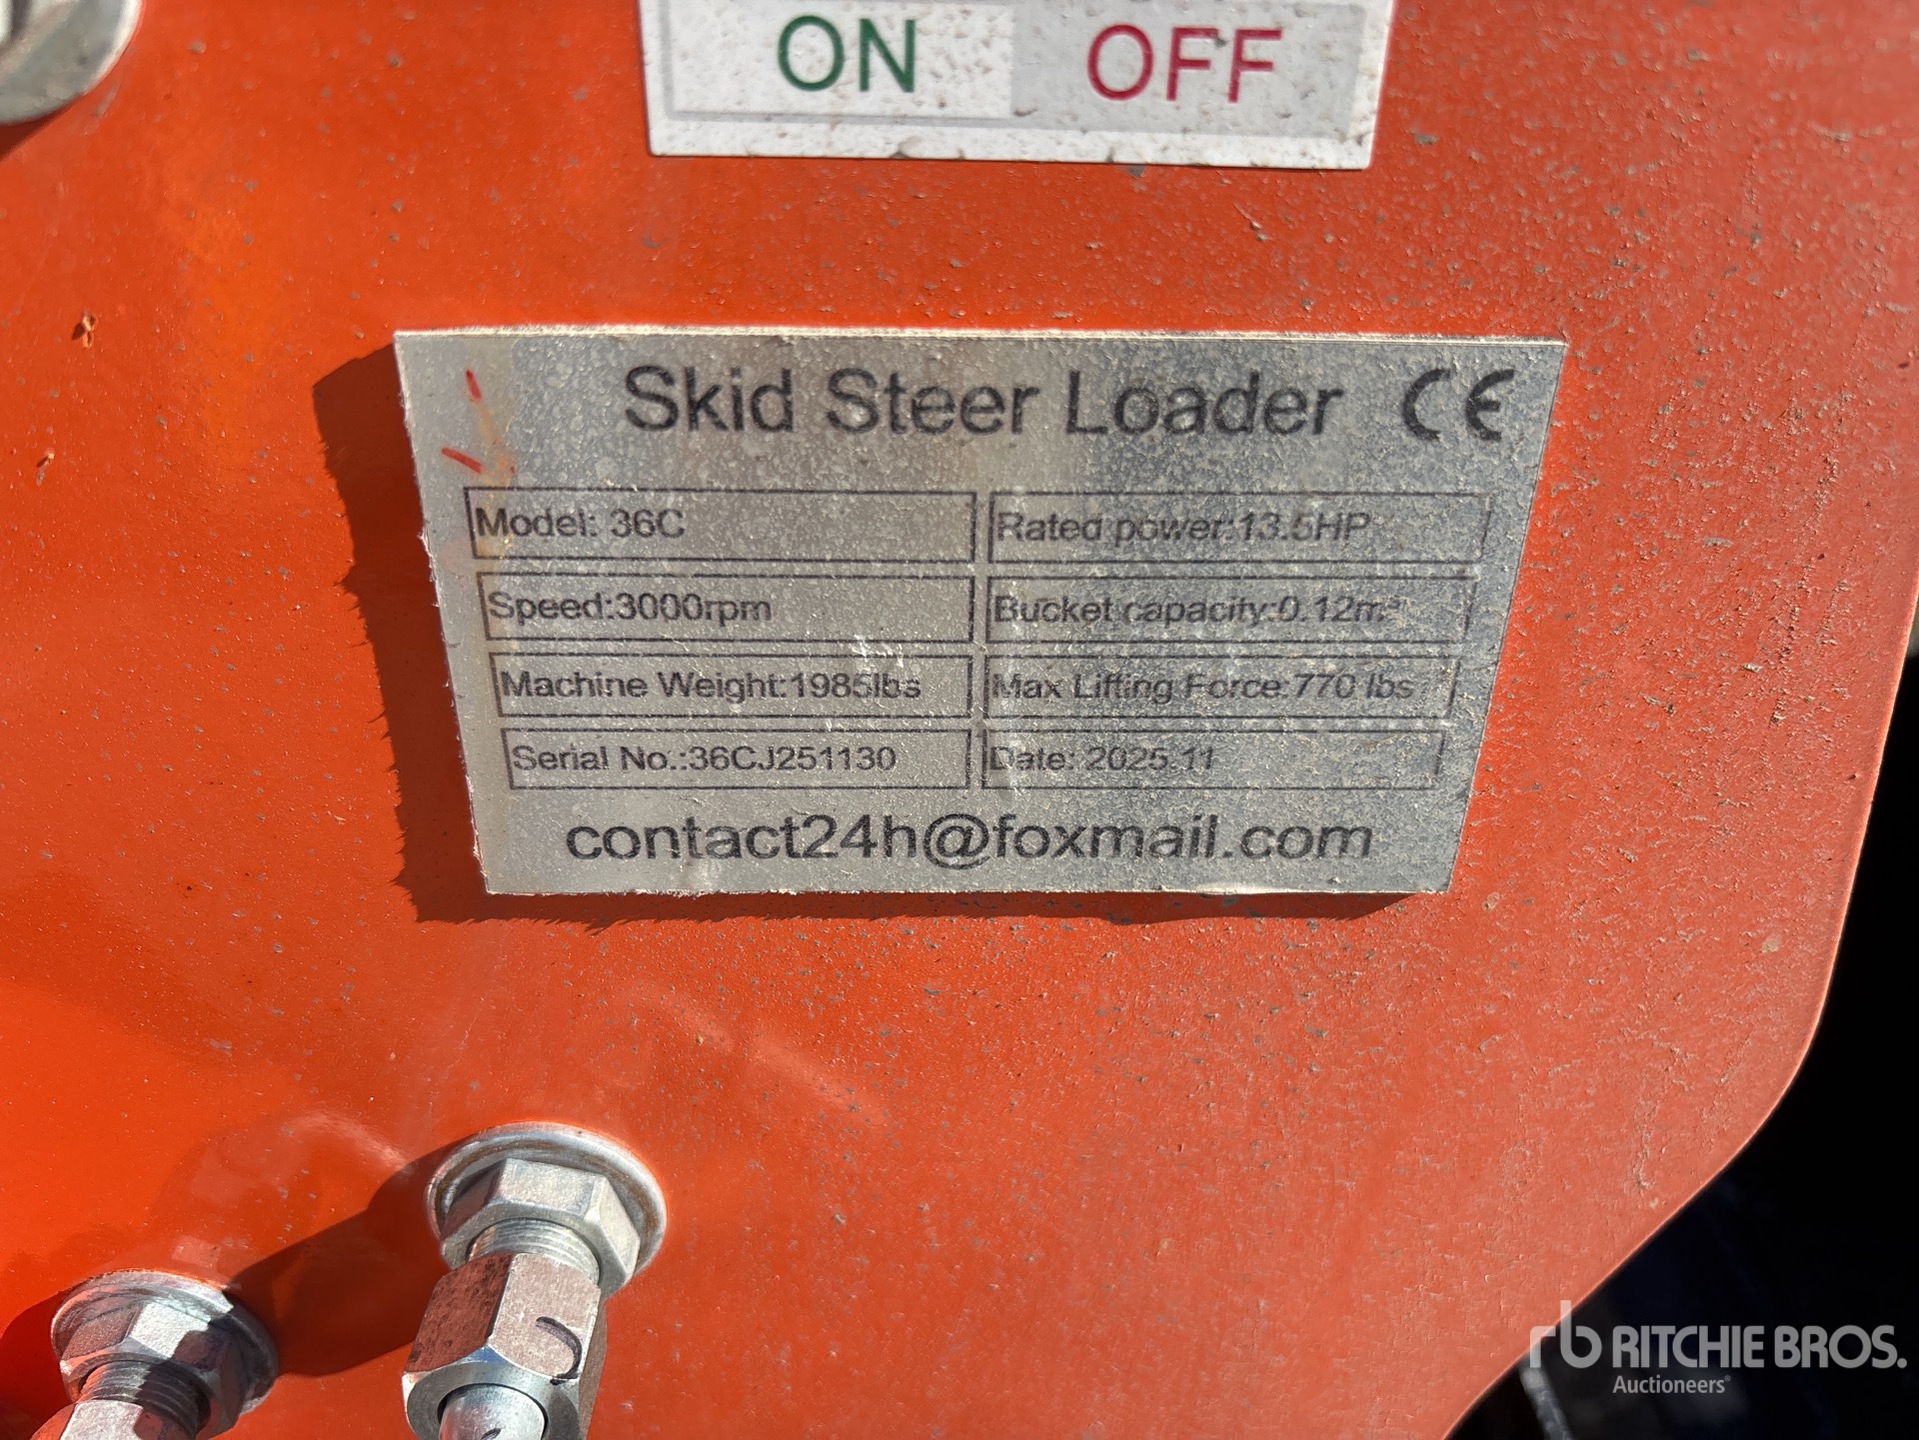 ON OFF
Skid Steer Loader CE
Model: 36C
Rated power:13.5HP
Speed:3000rpm
Bucket capacity:0.12m³
Machine Weight:1985lbs
Max Lifting Force:770 lbs
Serial No.:36CJ251130
Date: 2025.11
contact24h@foxmail.com
rb RITCHIE BROS.
Auctioneers®